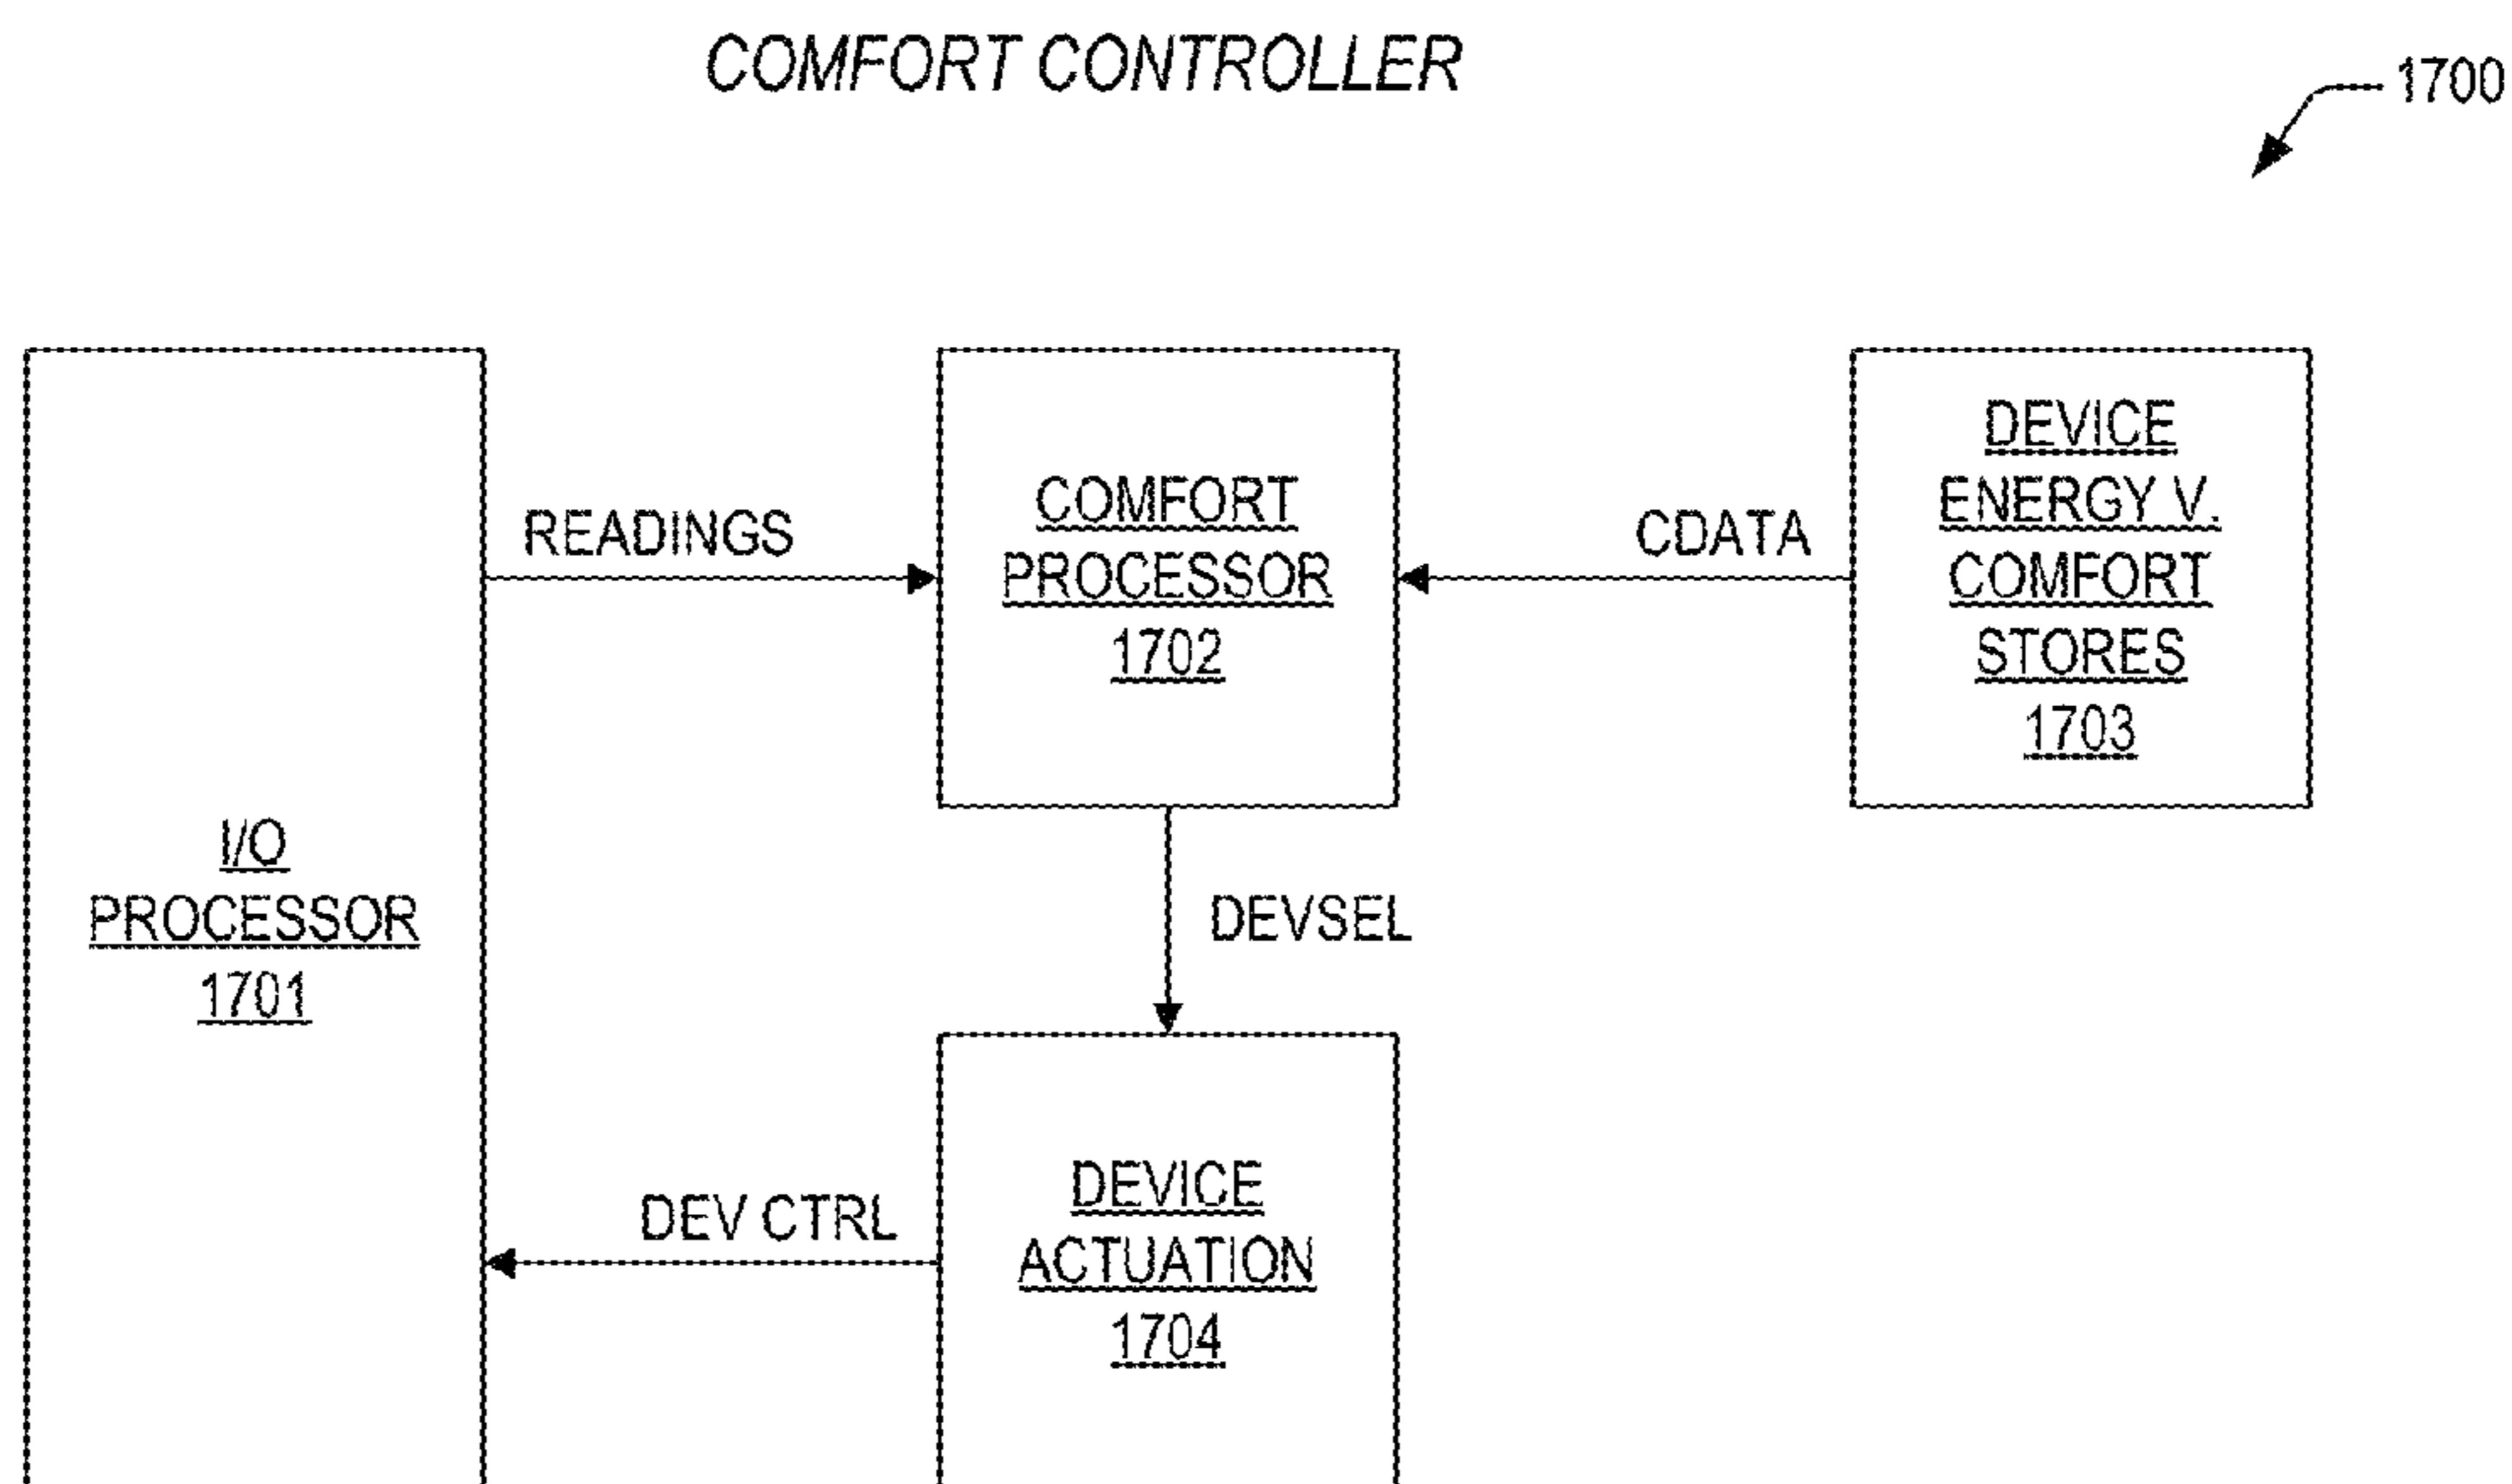 COMFORT CONTROLLER
1700
I/O
PROCESSOR
1701
READINGS
COMFORT
PROCESSOR
1702
CDATA
DEVICE
ENERGY V.
COMFORT
STORES
1703
DEVSEL
DEV CTRL
DEVICE
ACTUATION
1704